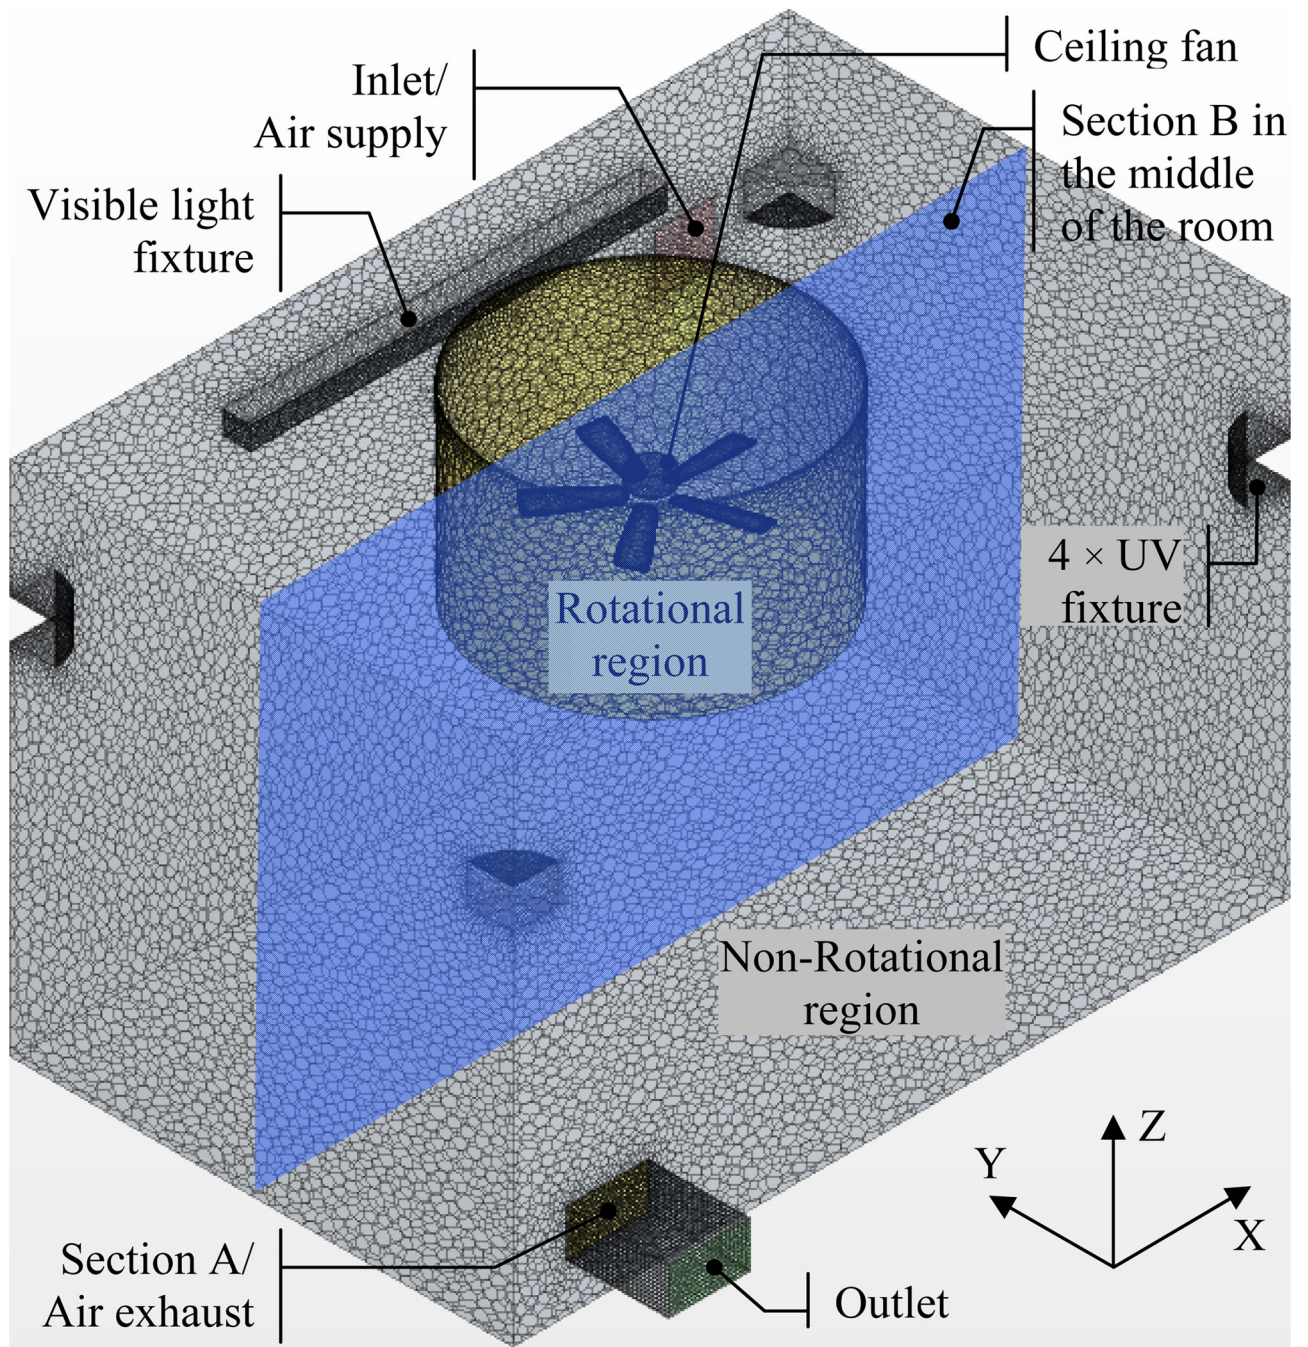 Ceiling fan
Inlet/
Air supply
Section B in
the middle
of the room
Visible light
fixture
4 × UV
fixture
Rotational
region
Non-Rotational
region
Z
Y
X
Section A/
Air exhaust
Outlet